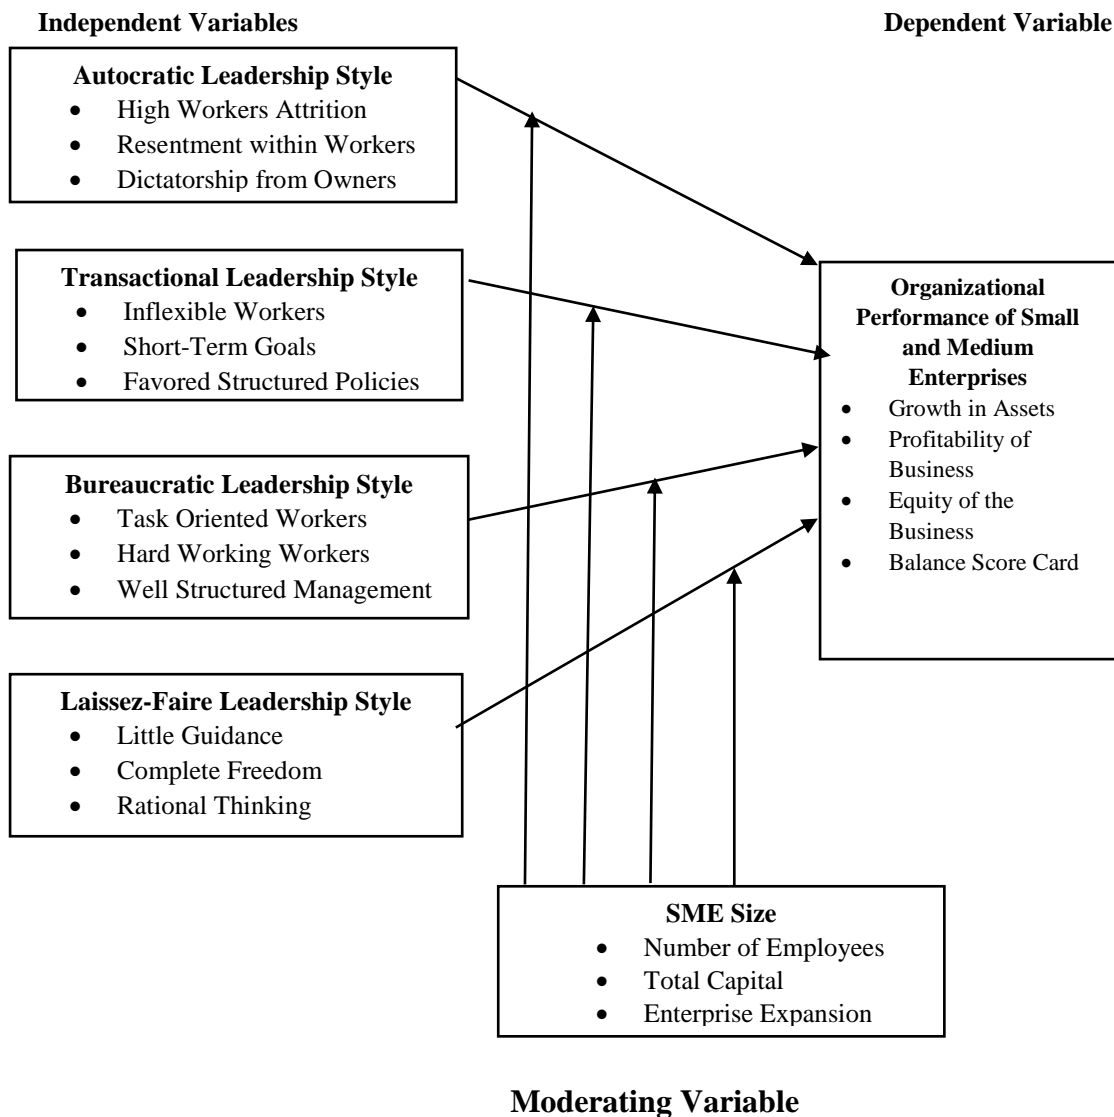 Independent Variables
Dependent Variable
Autocratic Leadership Style
• High Workers Attrition
• Resentment within Workers
• Dictatorship from Owners
Transactional Leadership Style
• Inflexible Workers
• Short-Term Goals
• Favored Structured Policies
Bureaucratic Leadership Style
• Task Oriented Workers
• Hard Working Workers
• Well Structured Management
Laissez-Faire Leadership Style
• Little Guidance
• Complete Freedom
• Rational Thinking
Organizational
Performance of Small
and Medium
Enterprises
• Growth in Assets
• Profitability of
Business
• Equity of the
Business
• Balance Score Card
SME Size
• Number of Employees
• Total Capital
• Enterprise Expansion
Moderating Variable